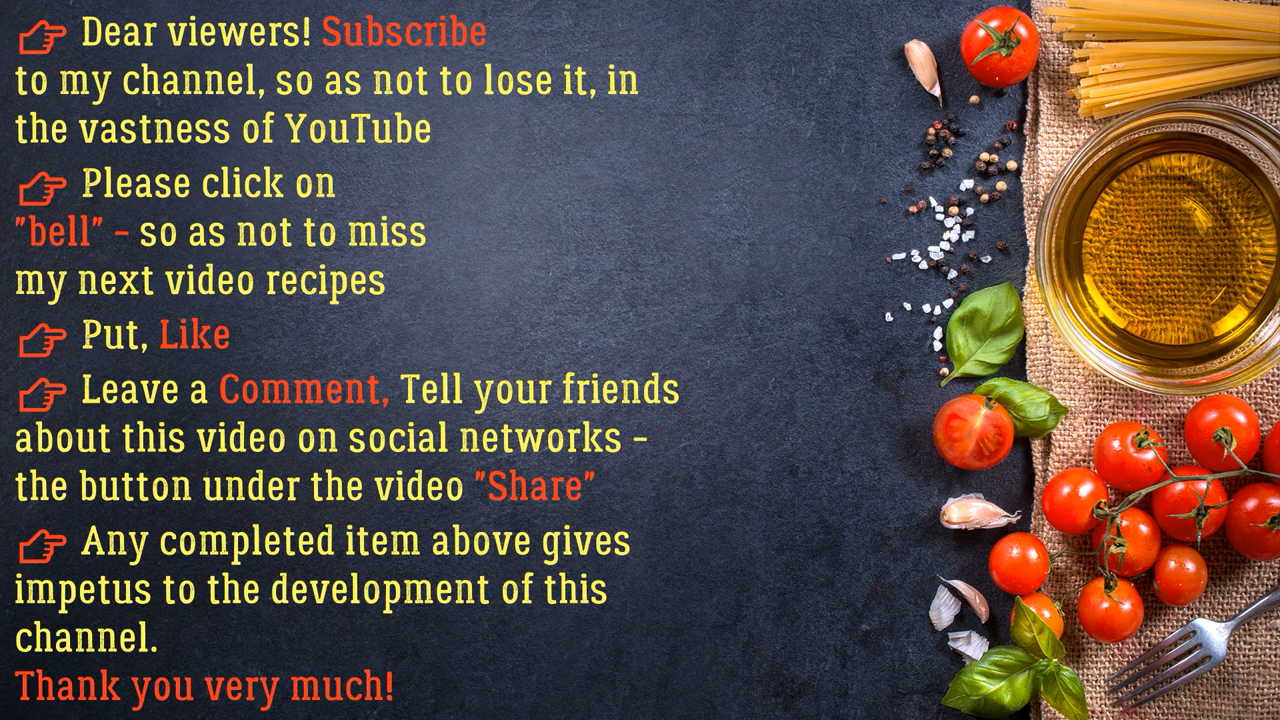 Dear viewers! Subscribe
to my channel, so as not to lose it, in
the vastness of YouTube
Please click on
"bell" - so as not to miss
my next video recipes
Put, Like
Leave a Comment, Tell your friends
about this video on social networks -
the button under the video "Share"
Any completed item above gives
impetus to the development of this
channel.
Thank you very much!